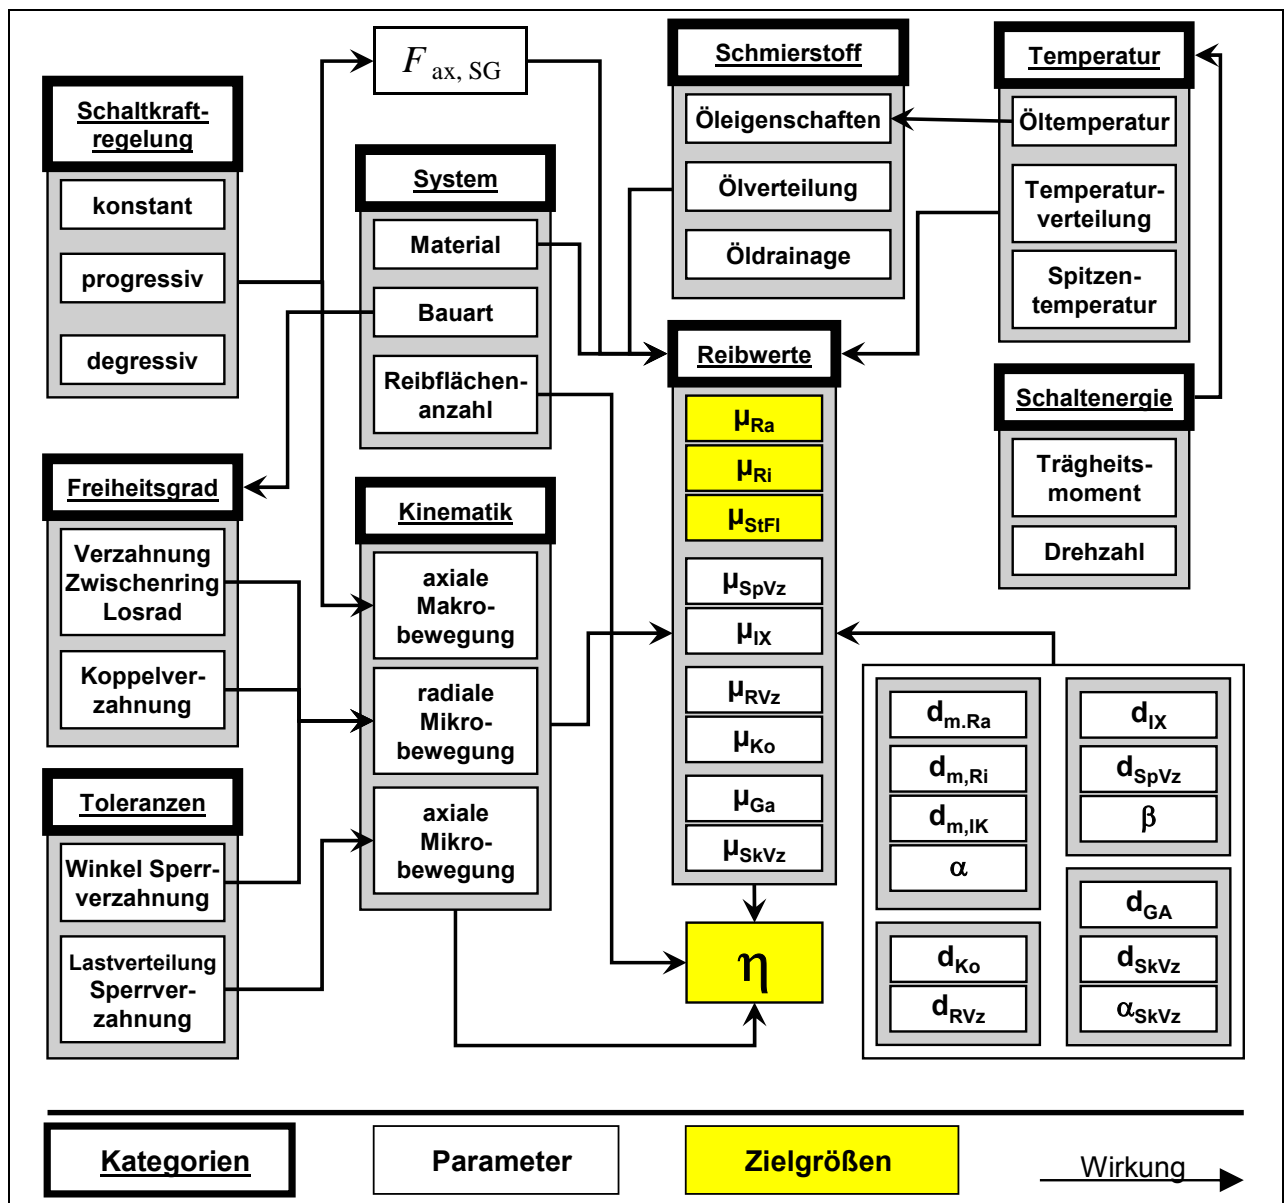 Schaltkraft-
regelung
konstant
progressiv
degressiv
F ax, SG
System
Material
Bauart
Reibflächen-
anzahl
Schmierstoff
Öleigenschaften
Ölverteilung
Öldrainage
Temperatur
Öltemperatur
Temperatur-
verteilung
Spitzen-
temperatur
Schaltenergie
Trägheits-
moment
Drehzahl
Freiheitsgrad
Verzahnung
Zwischenring
Losrad
Koppelver-
zahnung
Toleranzen
Winkel Sperr-
verzahnung
Lastverteilung
Sperrver-
zahnung
Kinematik
axiale
Makro-
bewegung
radiale
Mikro-
bewegung
axiale
Mikro-
bewegung
Reibwerte
μRa
μRi
μStFl
μSpVz
μIX
μRVz
μKo
μGa
μSkVz
η
dm.Ra
dm,Ri
dm,IK
α
dKo
dRVz
dIX
dSpVz
β
dGA
dSkVz
αSkVz
Kategorien
Parameter
Zielgrößen
Wirkung